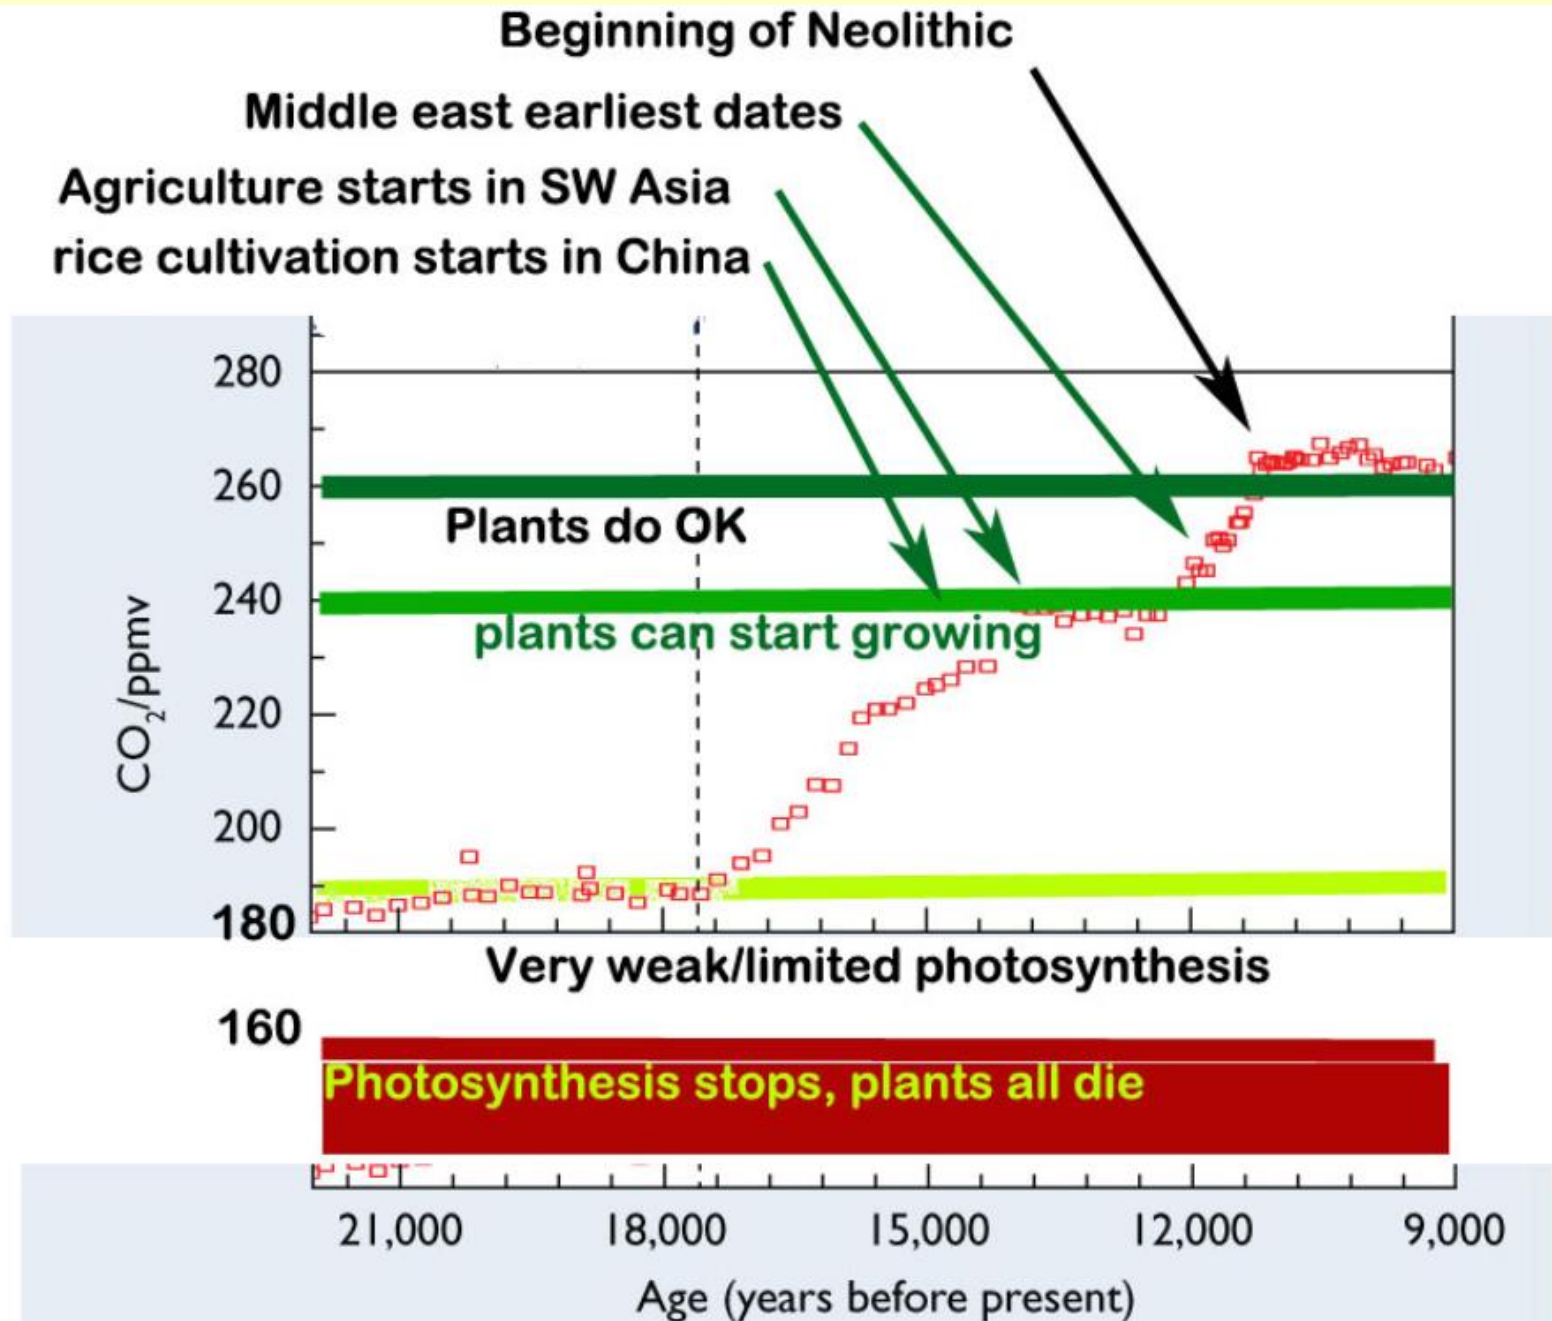 Beginning of Neolithic
Middle east earliest dates
Agriculture starts in SW Asia
rice cultivation starts in China
280
260
Plants do OK
240
plants can start growing
CO₂/ppmv
220
200
180
Very weak/limited photosynthesis
160
Photosynthesis stops, plants all die
21,000 18,000 15,000 12,000 9,000
Age (years before present)